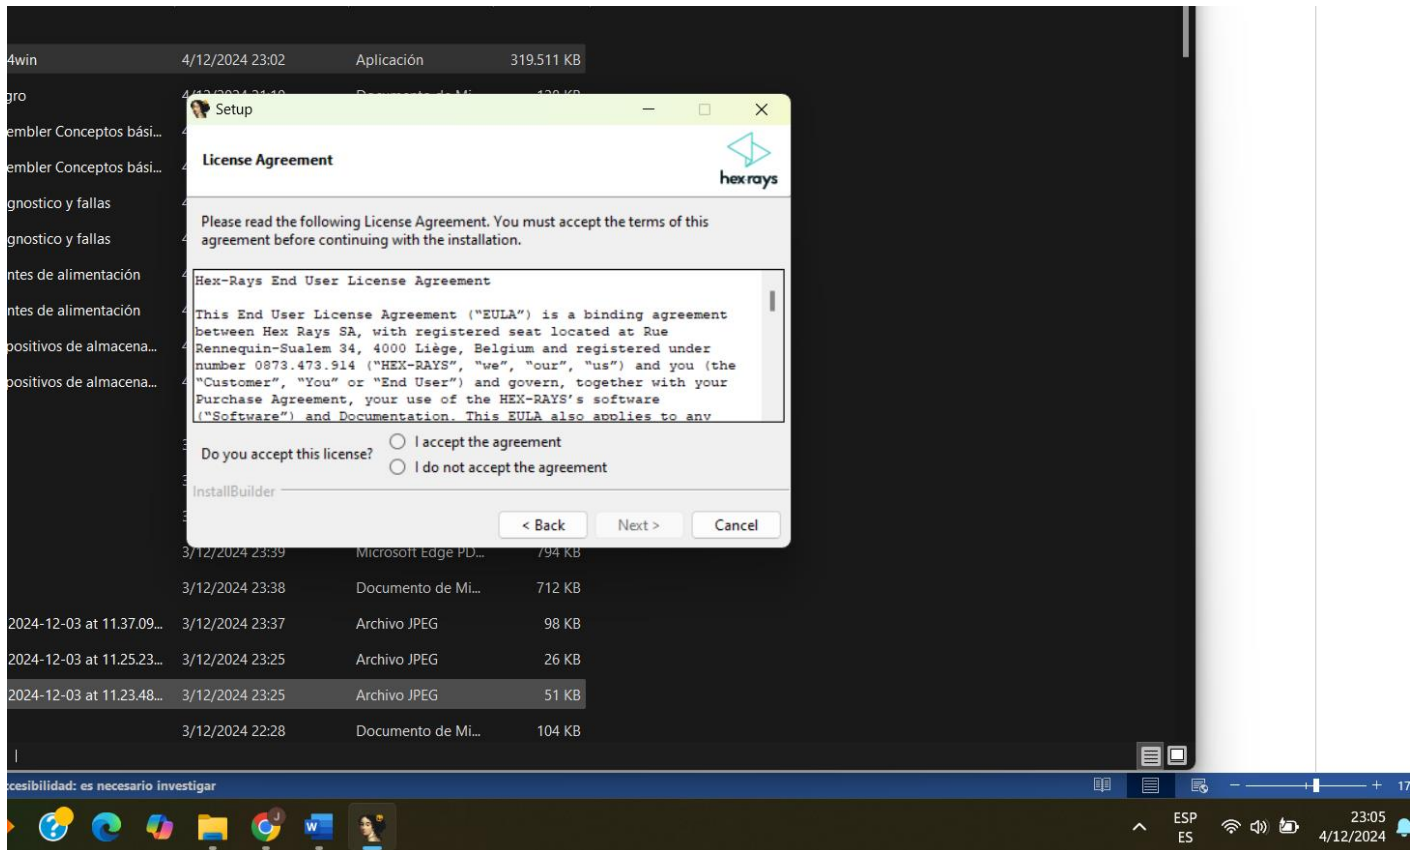 4win 4/12/2024 23:02 Aplicación 319.511 KB
gro
Setup
embler Conceptos bási...
License Agreement
hex-rays
embler Conceptos bási...
gnostico y fallas
Please read the following License Agreement. You must accept the terms of this
gnostico y fallas
agreement before continuing with the installation.
ntes de alimentación
Hex-Rays End User License Agreement
ntes de alimentación
This End User License Agreement (“EULA”) is a binding agreement
between Hex Rays SA, with registered seat located at Rue
positivos de almacena...
Rennequin-Sualem 34, 4000 Liège, Belgium and registered under
number 0873.473.914 (“HEX-RAYS”, “we”, “our”, “us”) and you (the
positivos de almacena...
“Customer”, “You” or “End User”) and govern, together with your
Purchase Agreement, your use of the HEX-RAYS’s software
(“Software”) and Documentation. This EULA also applies to any
I accept the agreement
Do you accept this license?
I do not accept the agreement
InstallBuilder
< Back Next > Cancel
3/12/2024 23:39 Microsoft Edge PD... 794 KB
3/12/2024 23:38 Documento de Mi... 712 KB
2024-12-03 at 11.37.09... 3/12/2024 23:37 Archivo JPEG 98 KB
2024-12-03 at 11.25.23... 3/12/2024 23:25 Archivo JPEG 26 KB
2024-12-03 at 11.23.48... 3/12/2024 23:25 Archivo JPEG 51 KB
3/12/2024 22:28 Documento de Mi... 104 KB
ccesibilidad: es necesario investigar
17
ESP
ES
23:05
4/12/2024